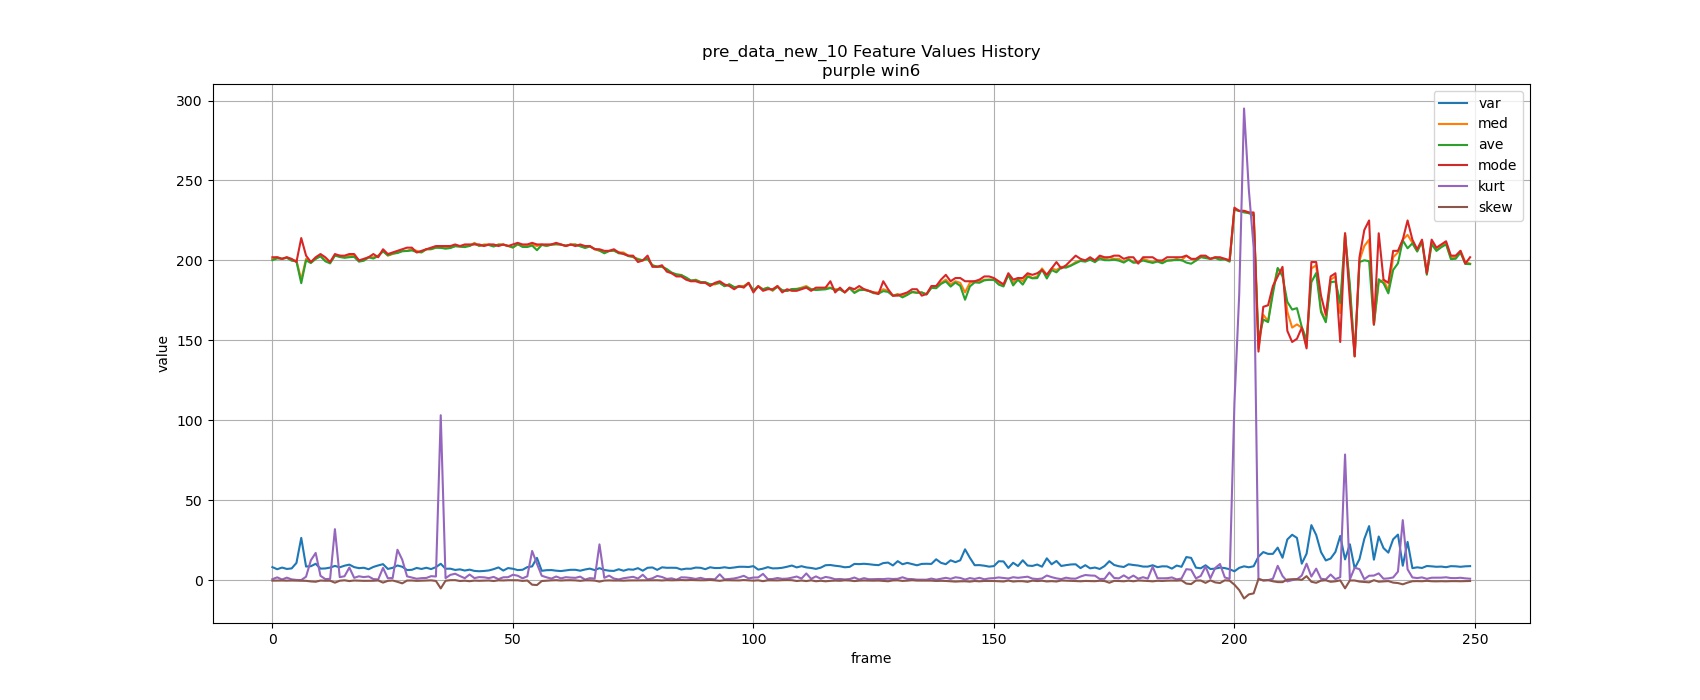 pre_data_new_10 Feature Values History
purple win6
300
250
200
150
100
50
0
value
0
50
100
150
200
250
frame
var
med
ave
mode
kurt
skew